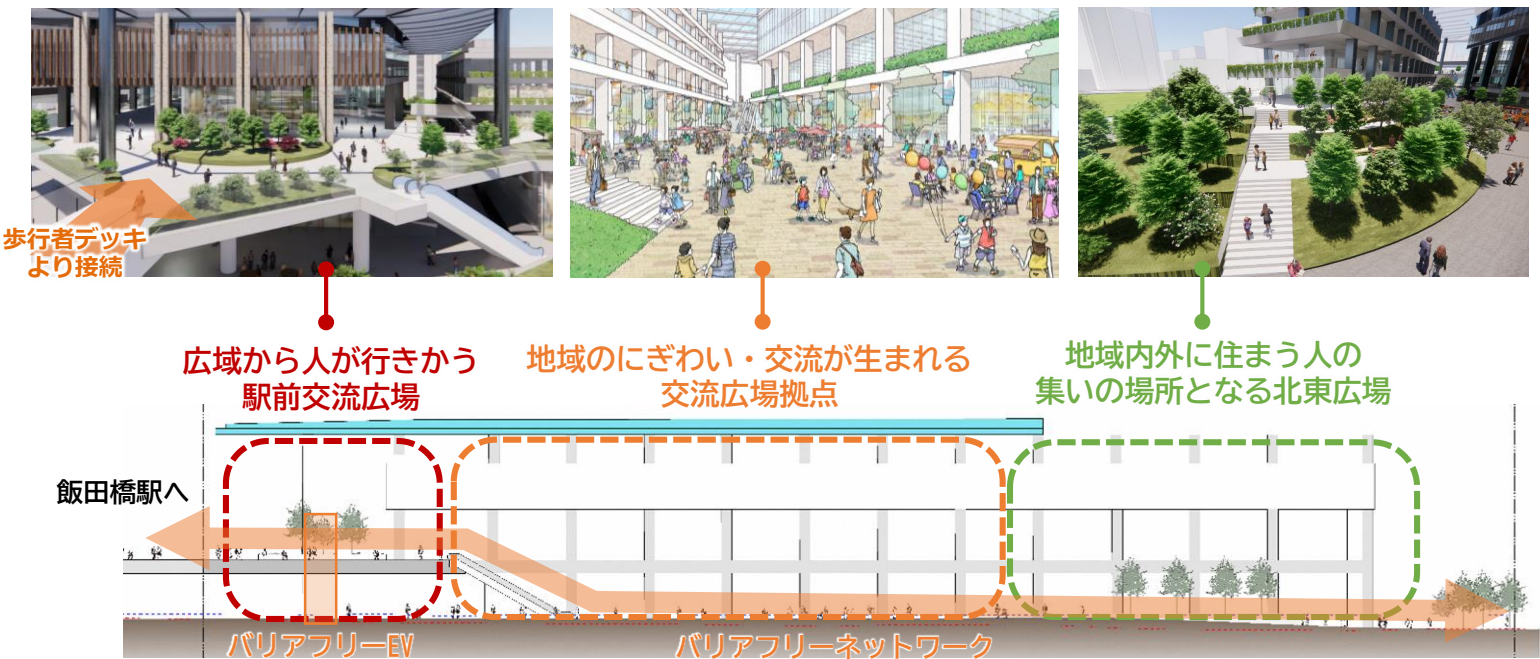 歩行者デッキ
より接続
広域から人が行きかう
駅前交流広場
地域のにぎわい・交流が生まれる
交流広場拠点
地域内外に住まう人の
集いの場所となる北東広場
飯田橋駅へ
バリアフリーEV
バリアフリーネットワーク